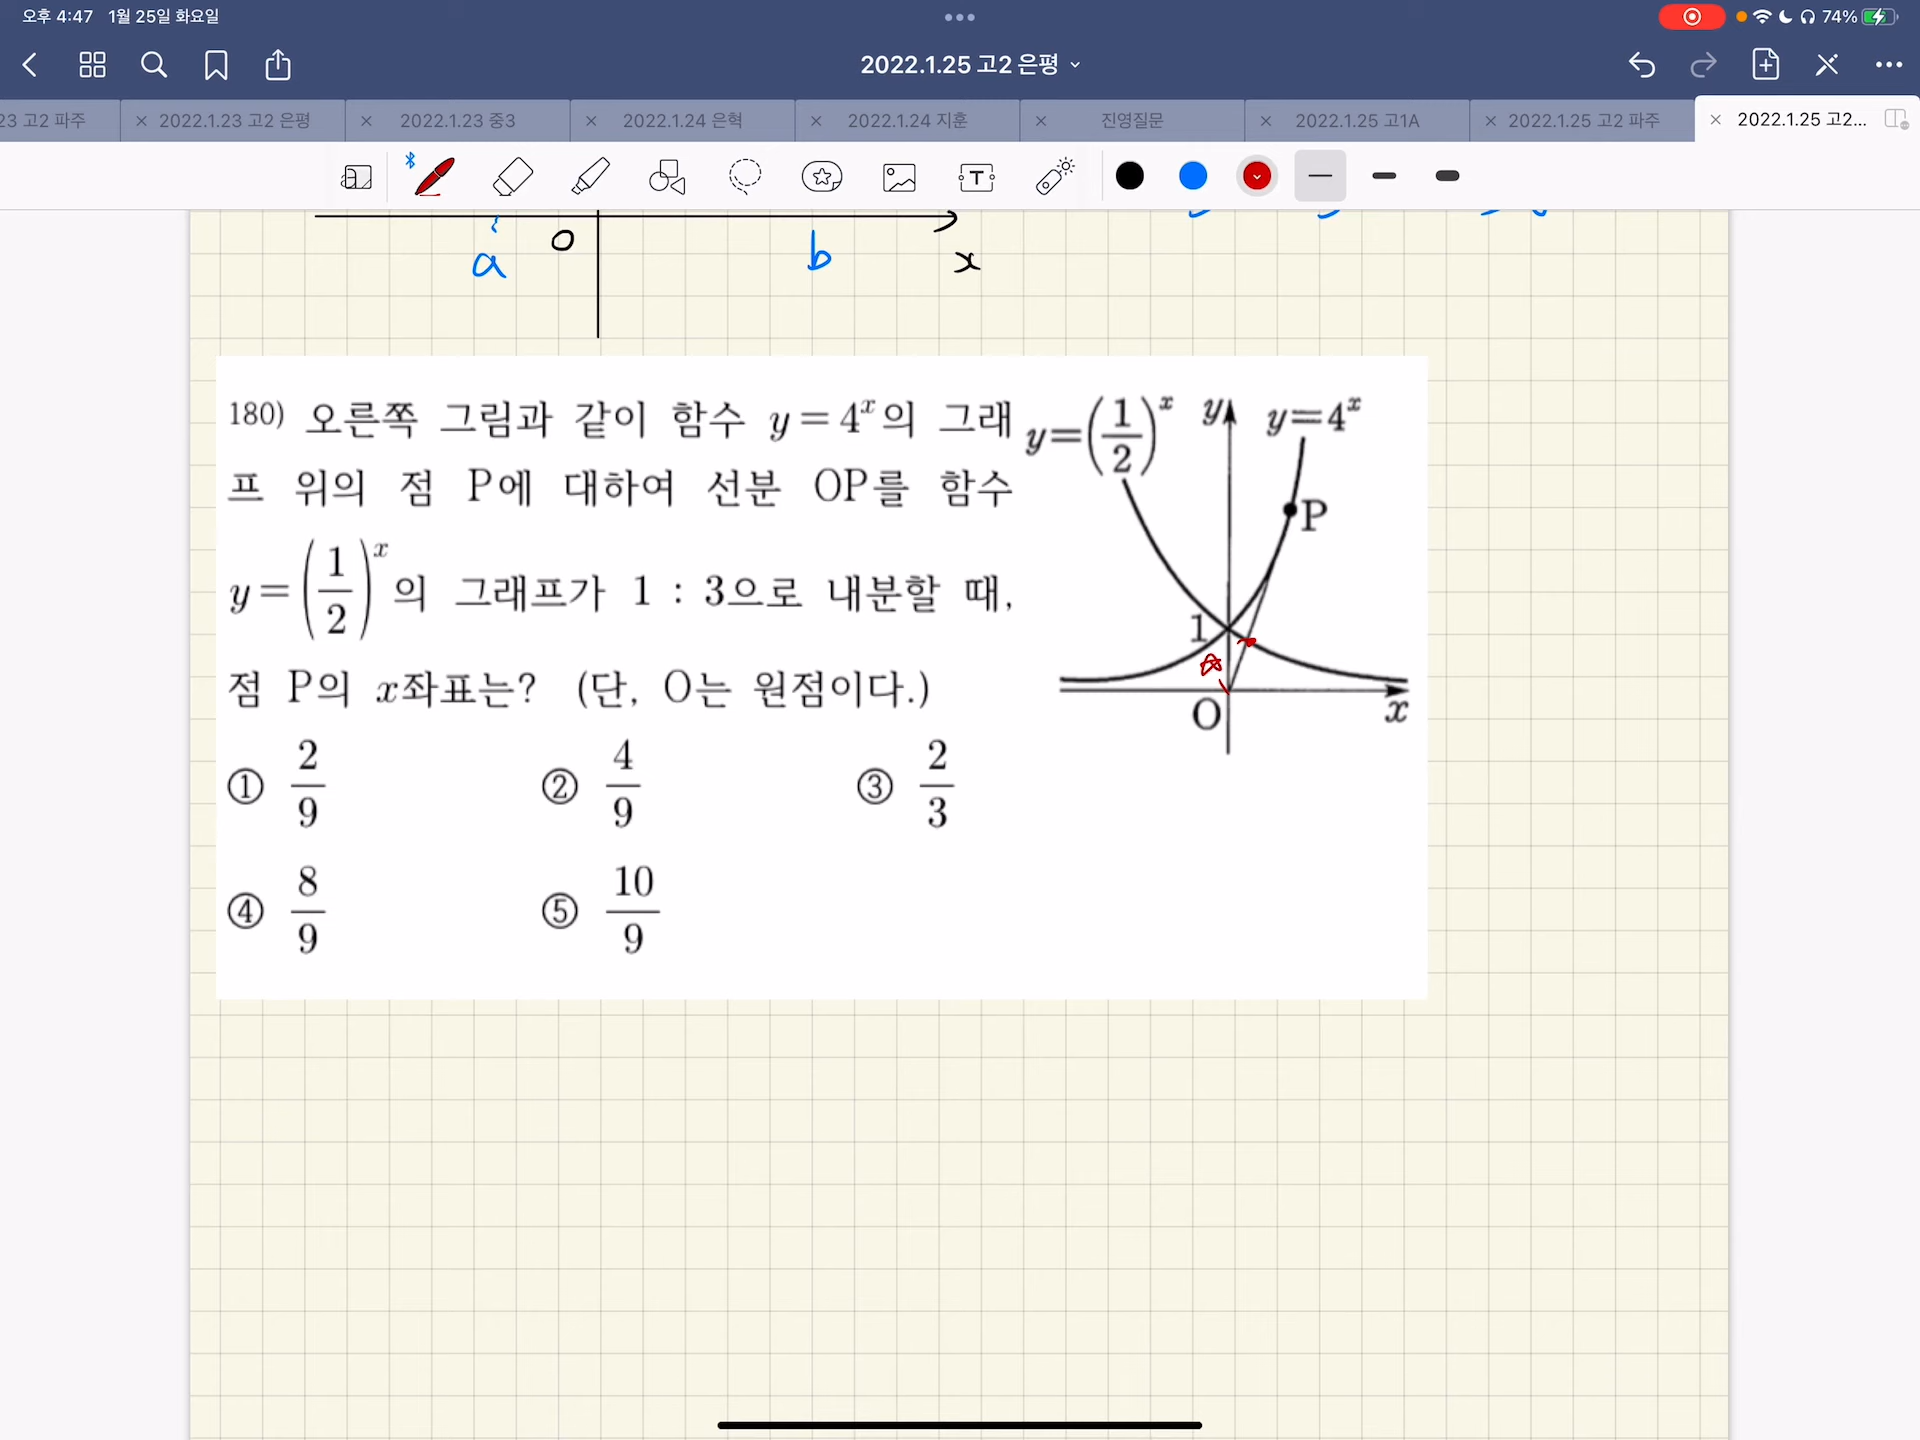 오후 4:47 1월 25일 화요일
74%
2022.1.25 고2 은평
23 고2 파주
2022.1.23 고2 은평
2022.1.23 중3
2022.1.24 은혁
2022.1.24 지훈
진영질문
2022.1.25 고1A
2022.1.25 고2 파주
2022.1.25 고2...
a O b x
180) 오른쪽 그림과 같이 함수 y=4^x의 그래
프 위의 점 P에 대하여 선분 OP를 함수
y=(1/2)^x의 그래프가 1 : 3으로 내분할 때,
점 P의 x좌표는? (단, O는 원점이다.)
① 2/9 ② 4/9 ③ 2/3
④ 8/9 ⑤ 10/9
y=(1/2)^x y y=4^x
P
1
O x